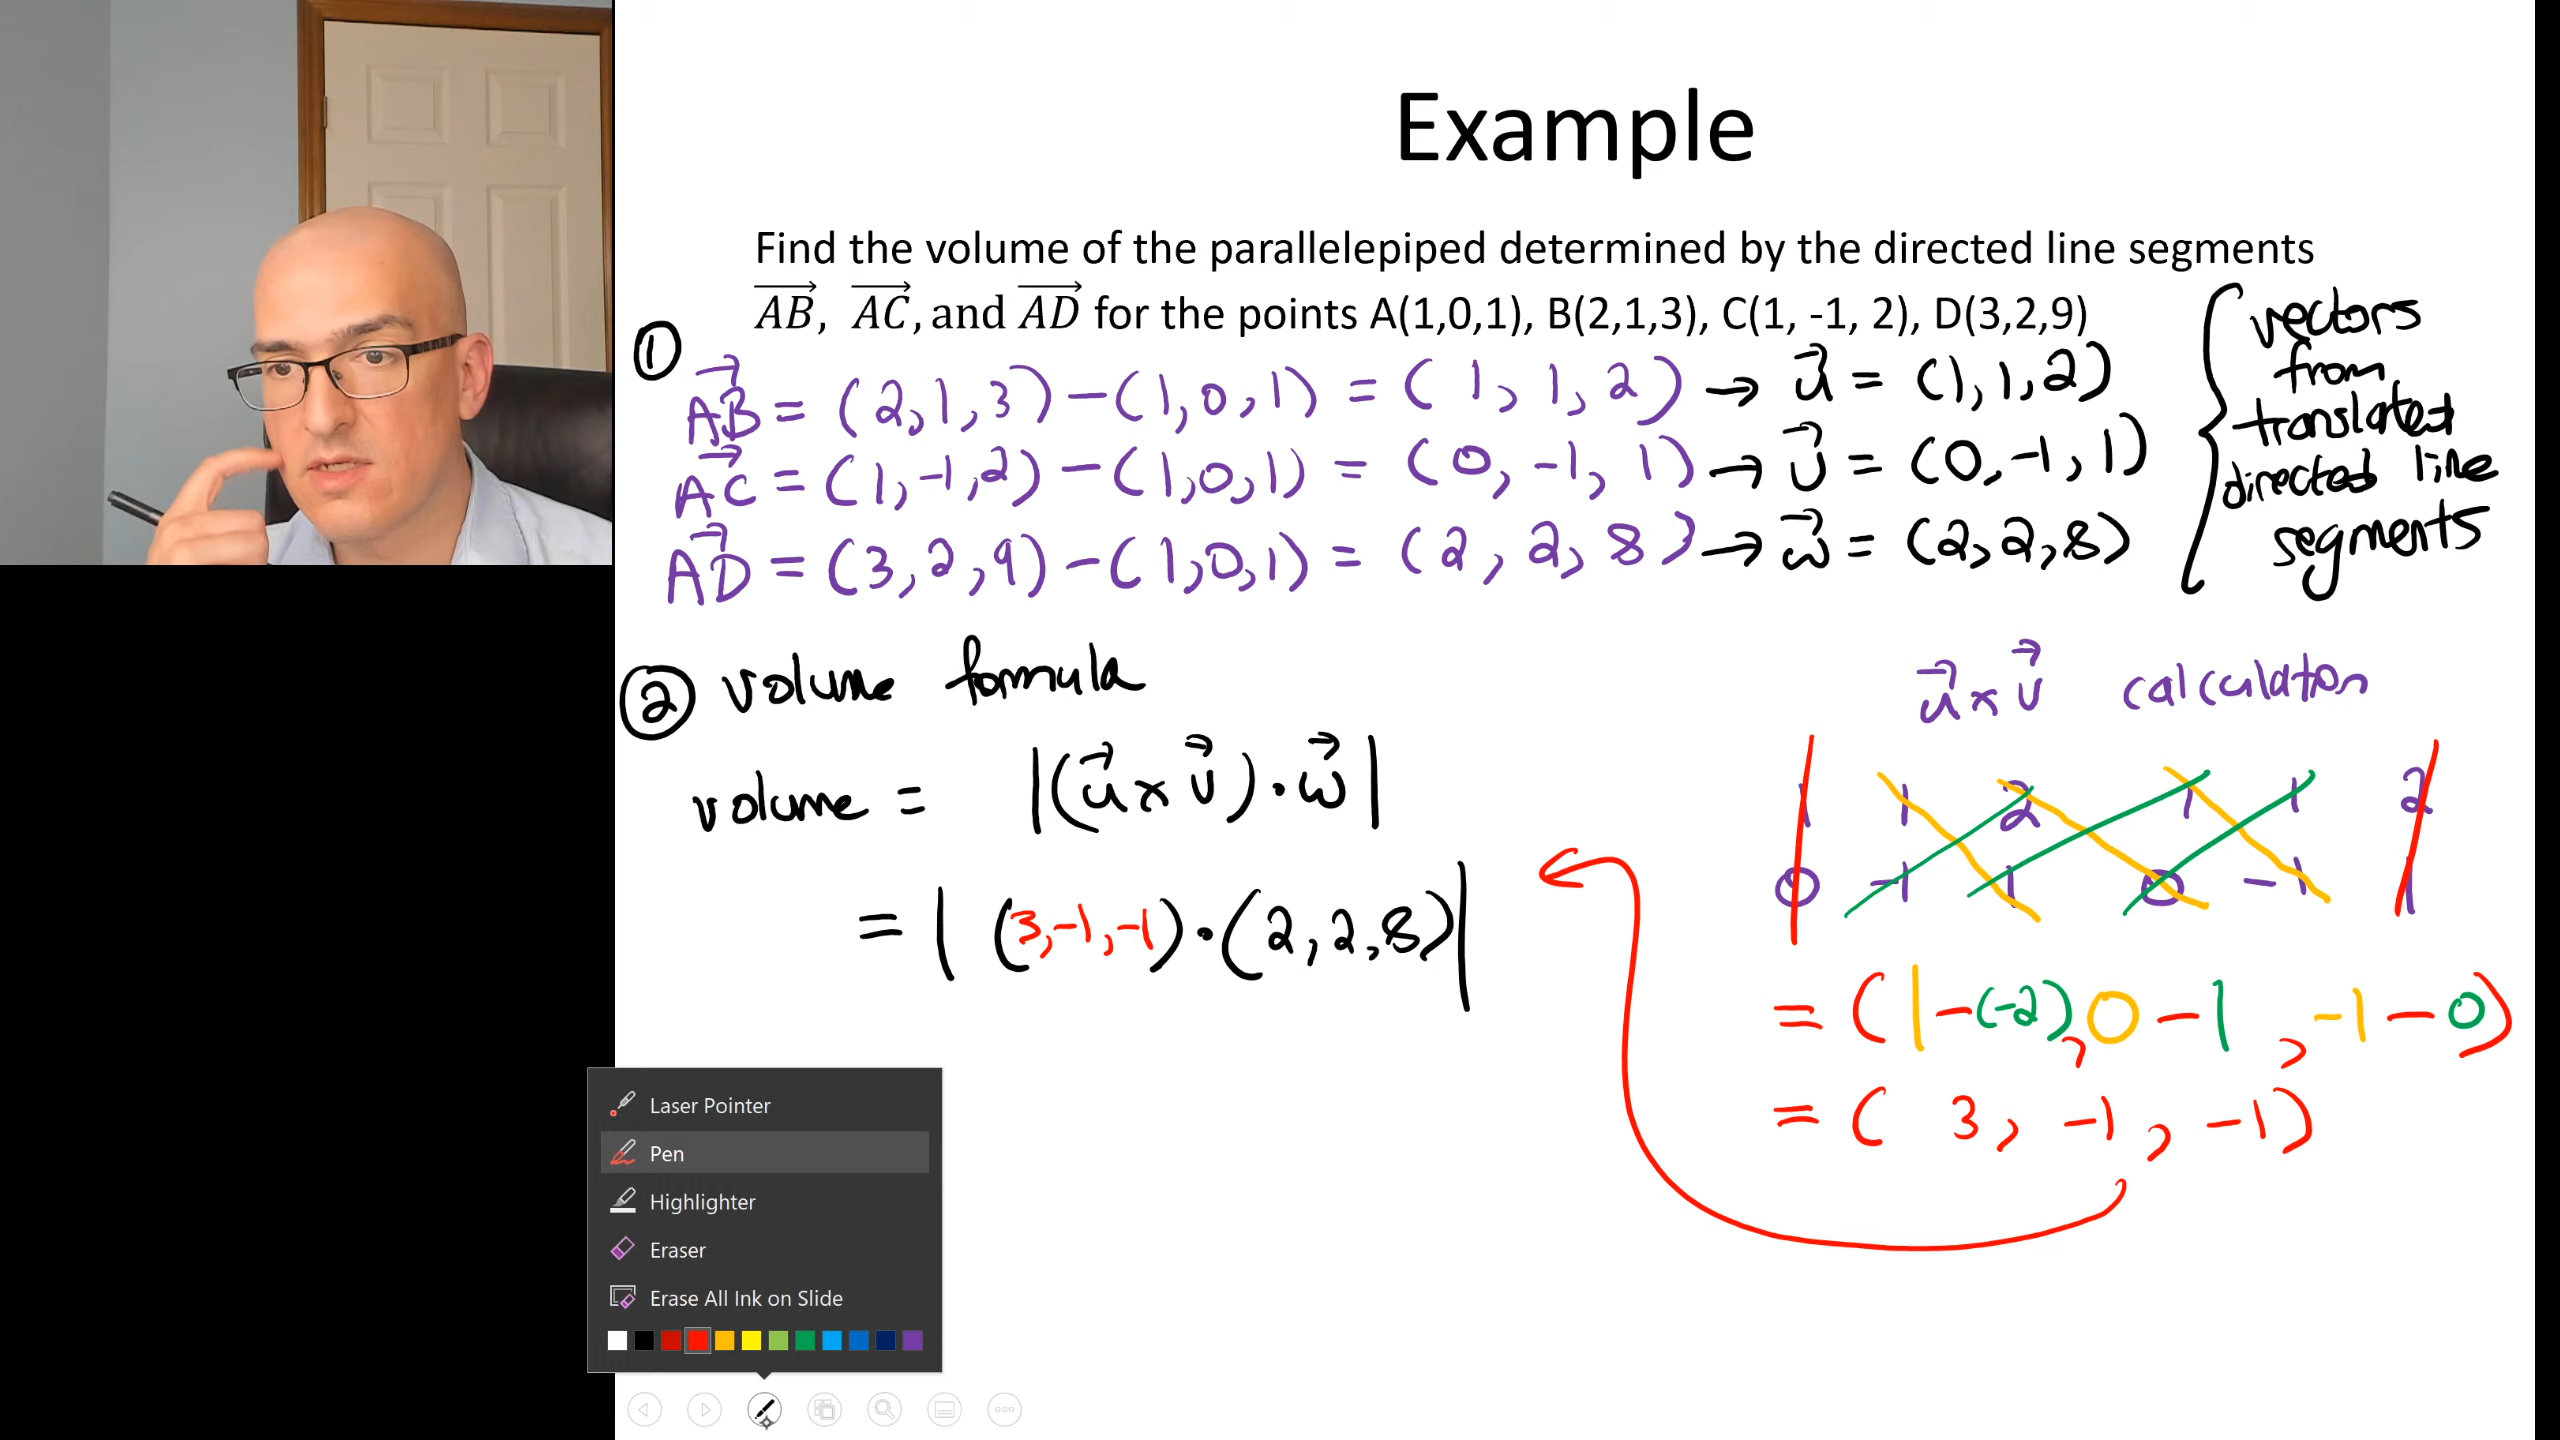 Example
Find the volume of the parallelepiped determined by the directed line segments
AB, AC, and AD for the points A(1,0,1), B(2,1,3), C(1, -1, 2), D(3,2,9)
① AB = (2,1,3) - (1,0,1) = (1, 1, 2) → u = (1,1,2)
AC = (1,-1,2) - (1,0,1) = (0, -1, 1) → v = (0,-1,1)
AD = (3,2,9) - (1,0,1) = (2, 2, 8) → w = (2,2,8)
vectors
from
translated
directed line
segments
② volume formula
volume = |(u × v) · w|
= |(3,-1,-1) · (2,2,8)|
u × v calculation
1 1 2 1 1 2
0 -1 1 0 -1 1
= (1-(-2), 0-1, -1-0)
= (3, -1, -1)
Laser Pointer
Pen
Highlighter
Eraser
Erase All Ink on Slide